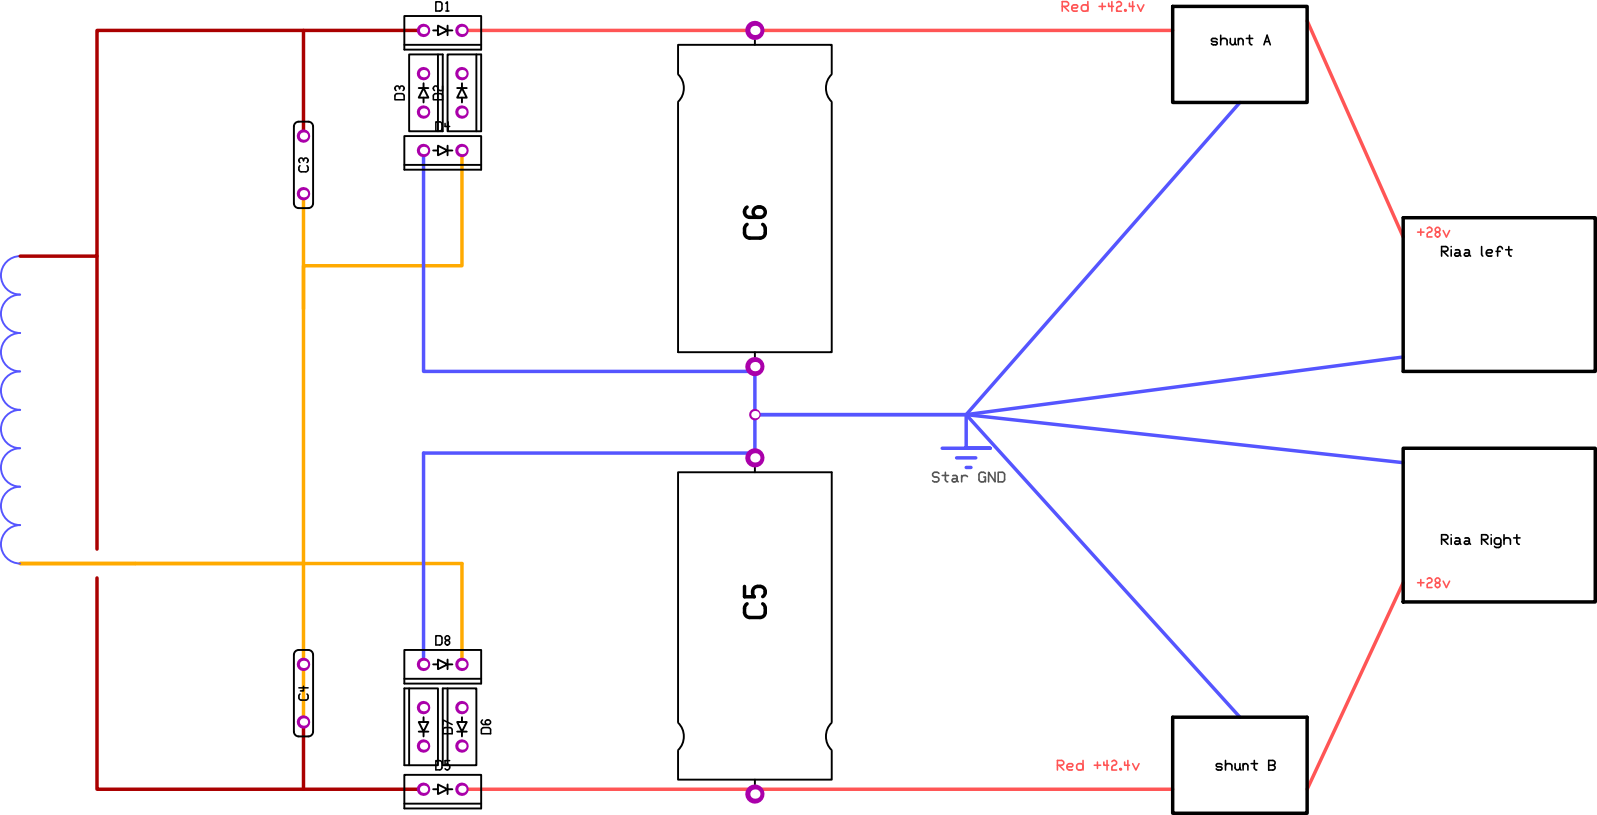 D1
Red +42.4v
shunt A
D3
D2
D4
C3
C6
+28v
Riaa left
Star GND
Riaa Right
+28v
C5
D8
C4
D7
D6
D5
Red +42.4v
shunt B